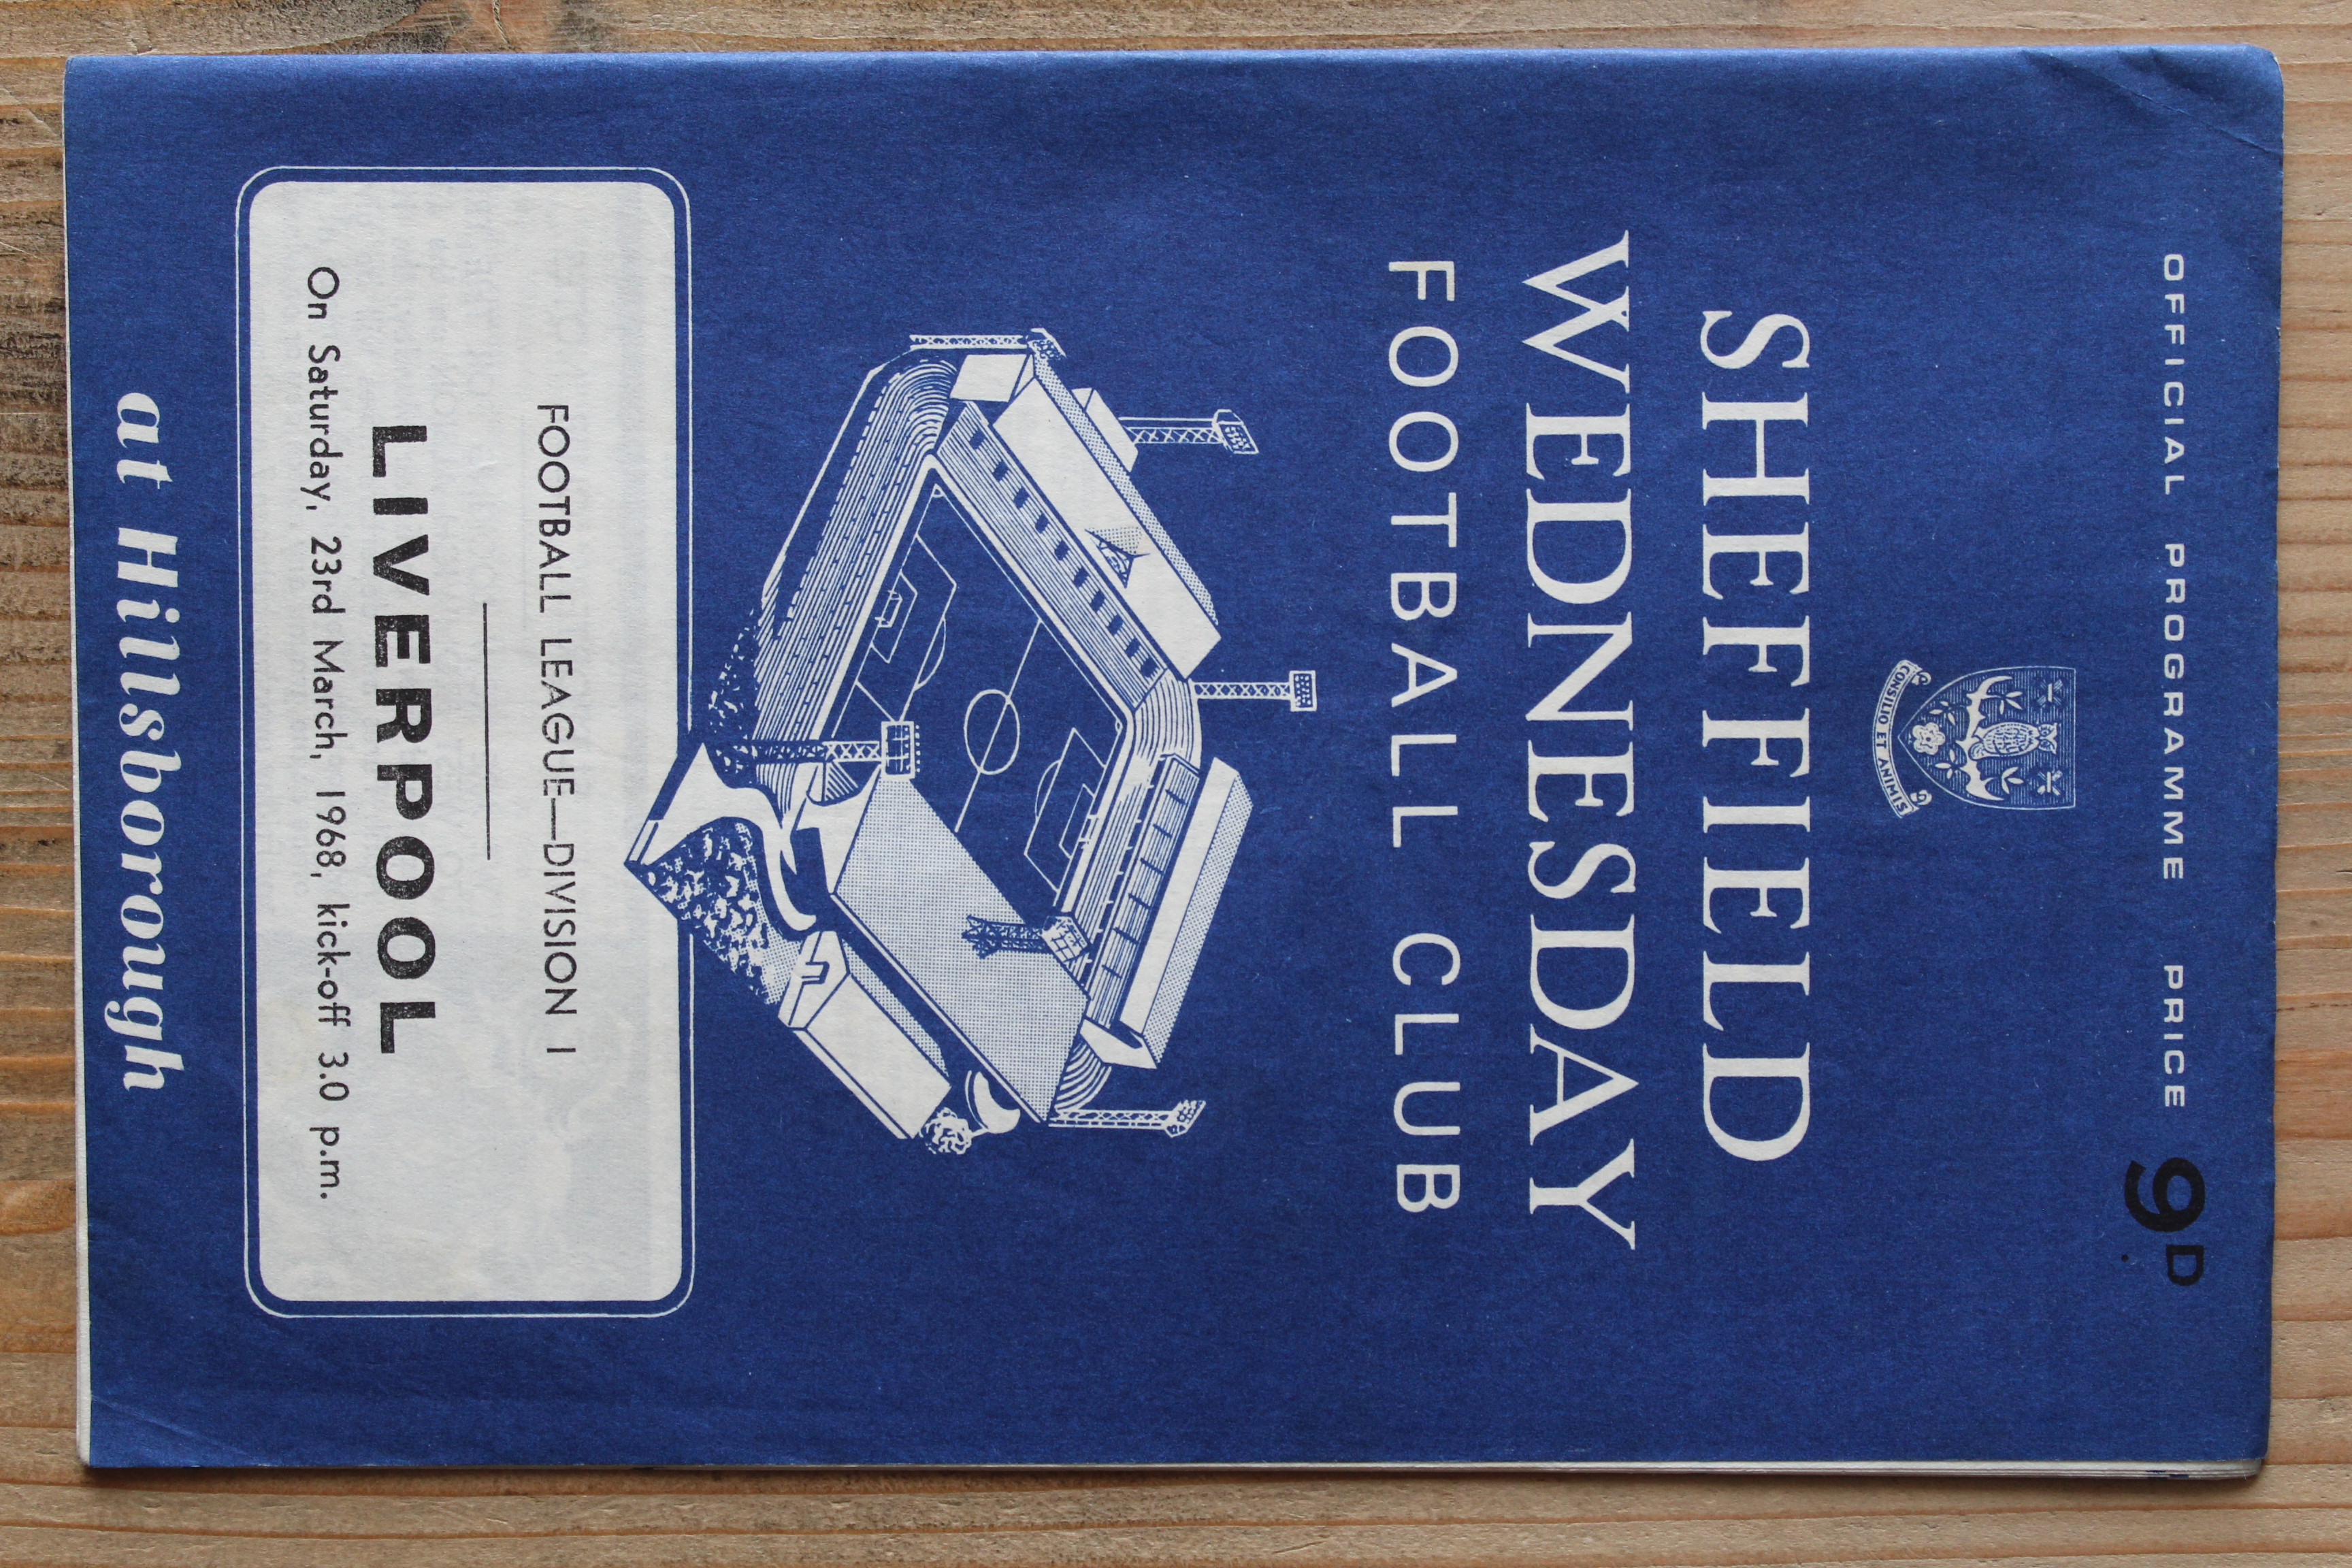 OFFICIAL PROGRAMME PRICE 9D.
CONSILIO ET ANIMIS
SHEFFIELD
WEDNESDAY
FOOTBALL CLUB
FOOTBALL LEAGUE—DIVISION 1
LIVERPOOL
On Saturday, 23rd March, 1968, kick-off 3.0 p.m.
at Hillsborough